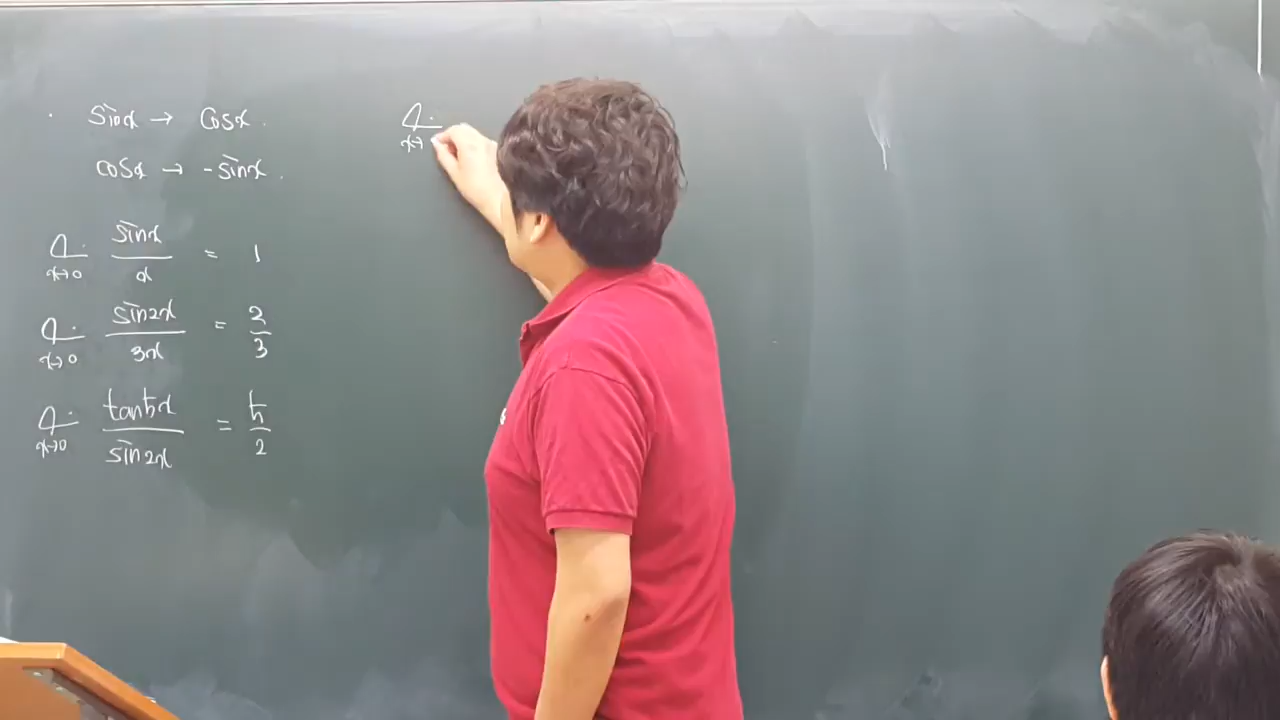 · sinx → cosx.
cosx → -sinx.
lim x→0 sinx/x = 1
lim x→0 sin2x/3x = 2/3
lim x→0 tan5x/sin2x = 5/2
lim x→